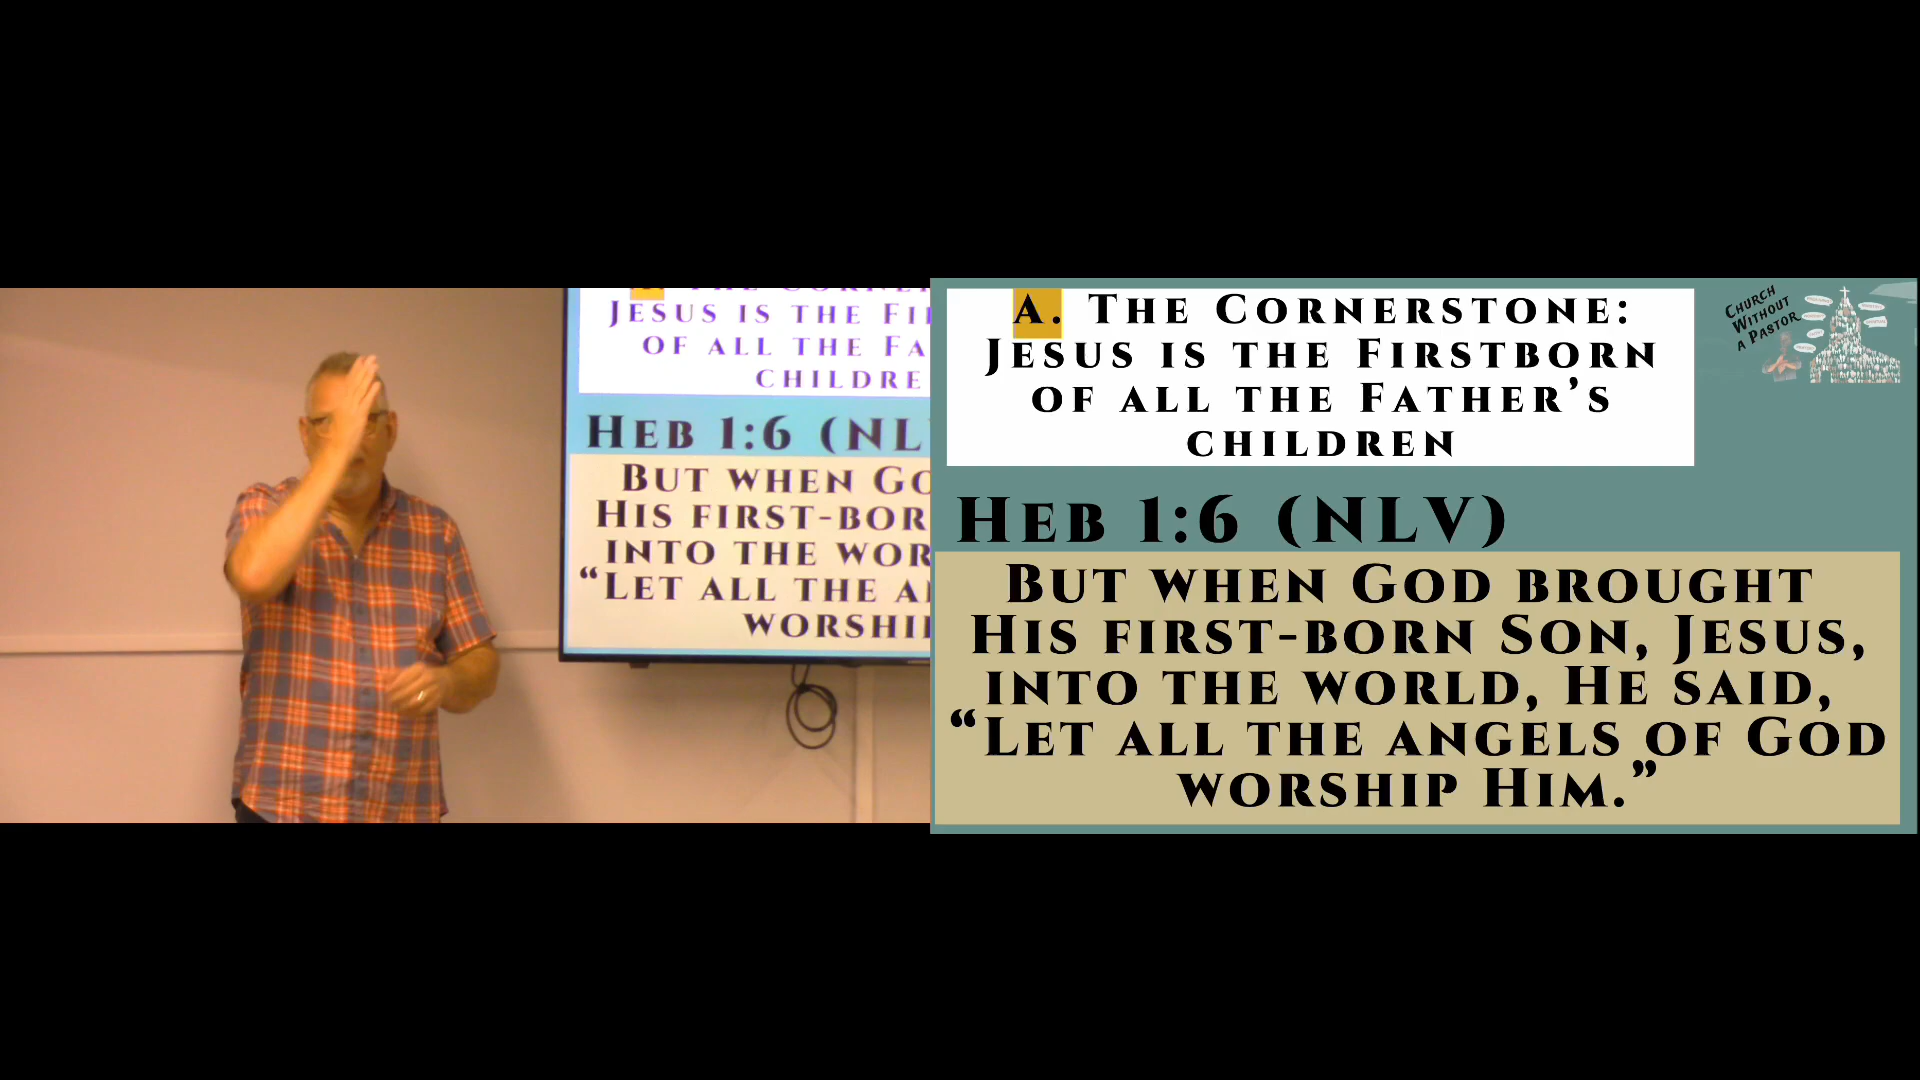 JESUS IS THE FI
OF ALL THE FA
CHILDRE
HEB 1:6 (NL
BUT WHEN GO
HIS FIRST-BOR
INTO THE WOR
“LET ALL THE A
WORSHI
A. THE CORNERSTONE:
JESUS IS THE FIRSTBORN
OF ALL THE FATHER’S
CHILDREN
CHURCH
WITHOUT
A PASTOR
HEB 1:6 (NLV)
BUT WHEN GOD BROUGHT
HIS FIRST-BORN SON, JESUS,
INTO THE WORLD, HE SAID,
“LET ALL THE ANGELS OF GOD
WORSHIP HIM.”